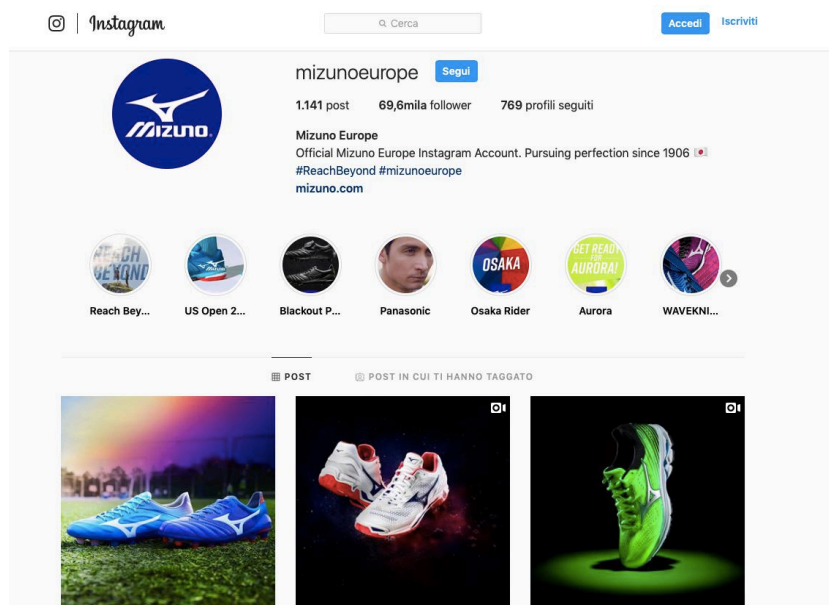 Instagram
Cerca
Accedi
Iscriviti
mizunoeurope Segui
1.141 post 69,6mila follower 769 profili seguiti
MIZUNO
Mizuno Europe
Official Mizuno Europe Instagram Account. Pursuing perfection since 1906 🇯🇵
#ReachBeyond #mizunoeurope
mizuno.com
REACH
BEYOND
OSAKA
GET READY
FOR
AURORA!
Reach Bey... US Open 2... Blackout P... Panasonic Osaka Rider Aurora WAVEKNI...
POST POST IN CUI TI HANNO TAGGATO